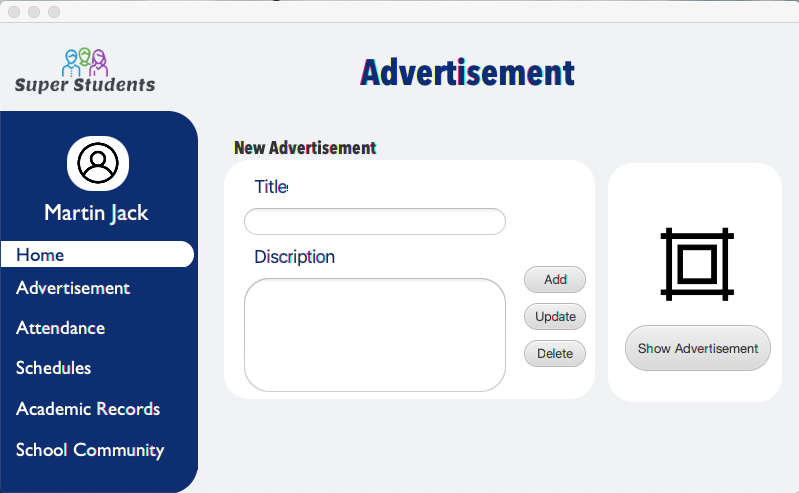 Super Students
Advertisement
Martin Jack
Home
Advertisement
Attendance
Schedules
Academic Records
School Community
New Advertisement
Title
Discription
Add
Update
Delete
Show Advertisement